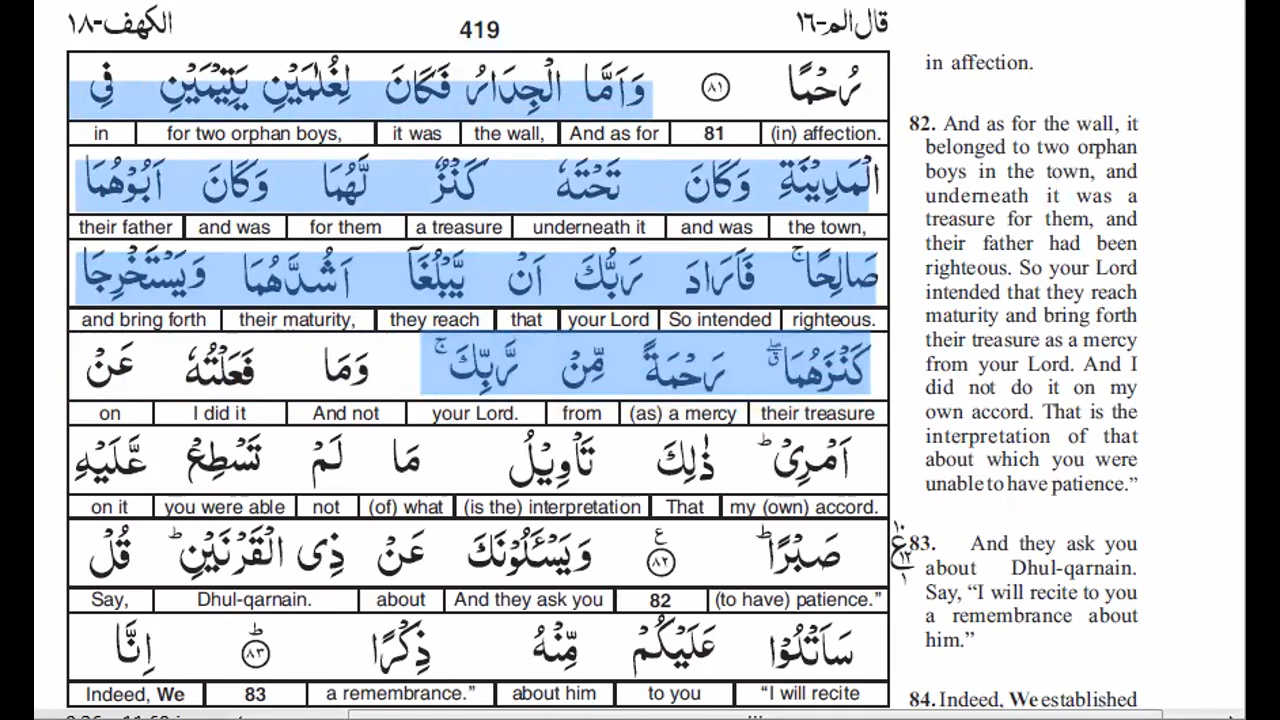 الكهف-١٨ 419 قال الم-١٦
رُحْمًا ٨١ وَاَمَّا الْجِدَارُ فَكَانَ لِغُلٰمَيْنِ يَتِيْمَيْنِ فِي
in for two orphan boys, it was the wall, And as for 81 (in) affection.
الْمَدِيْنَةِ وَكَانَ تَحْتَهٗ كَنْزٌ لَّهُمَا وَكَانَ اَبُوْهُمَا
their father and was for them a treasure underneath it and was the town,
صَالِحًا ۚ فَاَرَادَ رَبُّكَ اَنْ يَّبْلُغَاۤ اَشُدَّهُمَا وَيَسْتَخْرِجَا
and bring forth their maturity, they reach that your Lord So intended righteous.
كَنْزَهُمَا ۖ ق رَحْمَةً مِّنْ رَّبِّكَ ۚ وَمَا فَعَلْتُهٗ عَنْ
on I did it And not your Lord. from (as) a mercy their treasure
اَمْرِىْ ؕ ذٰلِكَ تَاْوِيْلُ مَا لَمْ تَسْطِعْ عَّلَيْهِ
on it you were able not (of) what (is the) interpretation That my (own) accord.
صَبْرًا ؕ ٨٢ ع وَيَسْـَٔلُوْنَكَ عَنْ ذِى الْقَرْنَيْنِ ؕ قُلْ
Say, Dhul-qarnain. about And they ask you 82 (to have) patience.”
سَاَتْلُوْا عَلَيْكُمْ مِّنْهُ ذِكْرًا ؕ ٨٣ اِنَّا
Indeed, We 83 a remembrance.” about him to you “I will recite
in affection.
82. And as for the wall, it
belonged to two orphan
boys in the town, and
underneath it was a
treasure for them, and
their father had been
righteous. So your Lord
intended that they reach
maturity and bring forth
their treasure as a mercy
from your Lord. And I
did not do it on my
own accord. That is the
interpretation of that
about which you were
unable to have patience.”
83. And they ask you
about Dhul-qarnain.
Say, “I will recite to you
a remembrance about
him.”
84. Indeed, We established